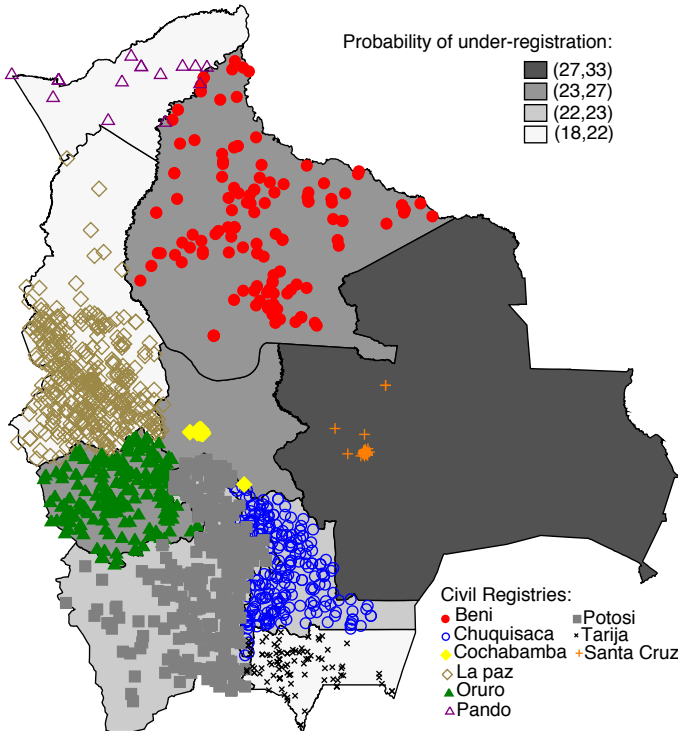 Probability of under-registration:
(27,33)
(23,27)
(22,23)
(18,22)
Civil Registries:
Beni
Chuquisaca
Cochabamba
La paz
Oruro
Pando
Potosi
Tarija
Santa Cruz